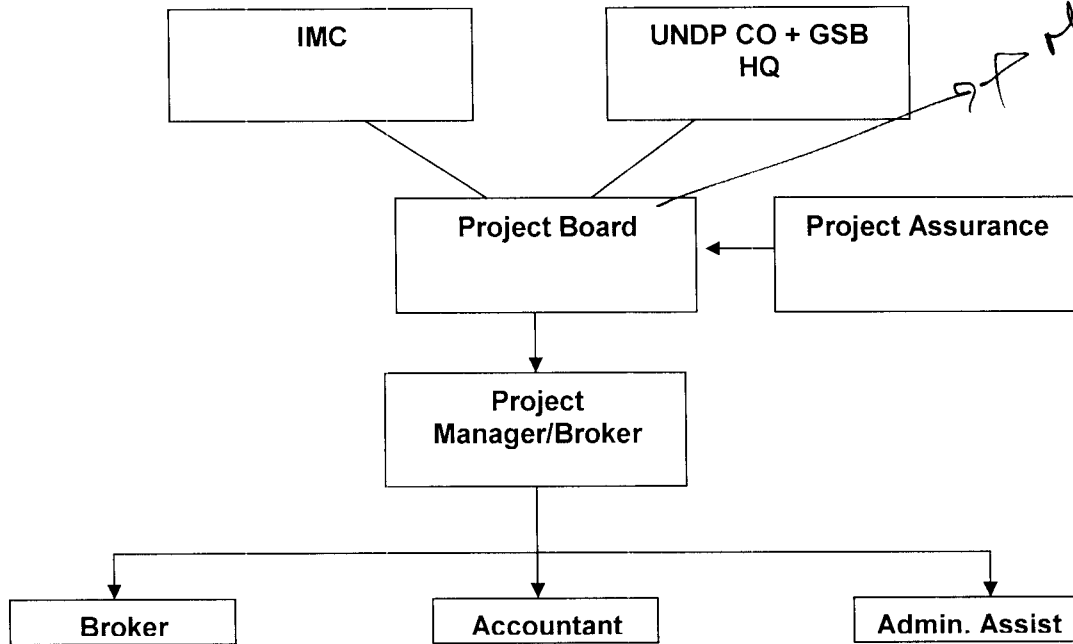 IMC
UNDP CO + GSB
HQ
Project Board
Project Assurance
Project
Manager/Broker
Broker
Accountant
Admin. Assist